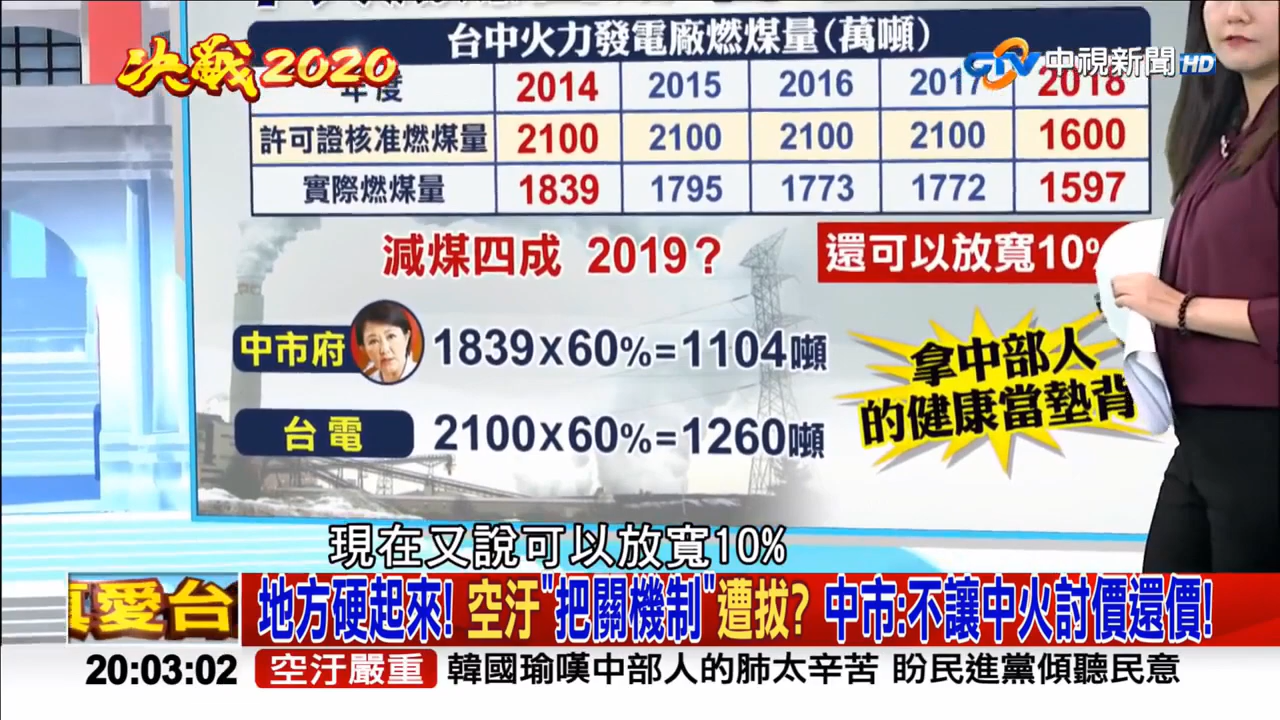 台中火力發電廠燃煤量(萬噸)
決戰2020
CTV中視新聞HD
年度 2014 2015 2016 2017 2018
許可證核准燃煤量 2100 2100 2100 2100 1600
實際燃煤量 1839 1795 1773 1772 1597
減煤四成 2019？
還可以放寬10%
中市府 1839x60%=1104噸
台電 2100x60%=1260噸
拿中部人
的健康當墊背
現在又說可以放寬10%
真愛台
地方硬起來! 空汙"把關機制"遭拔? 中市:不讓中火討價還價!
20:03:02 空汙嚴重 韓國瑜嘆中部人的肺太辛苦 盼民進黨傾聽民意